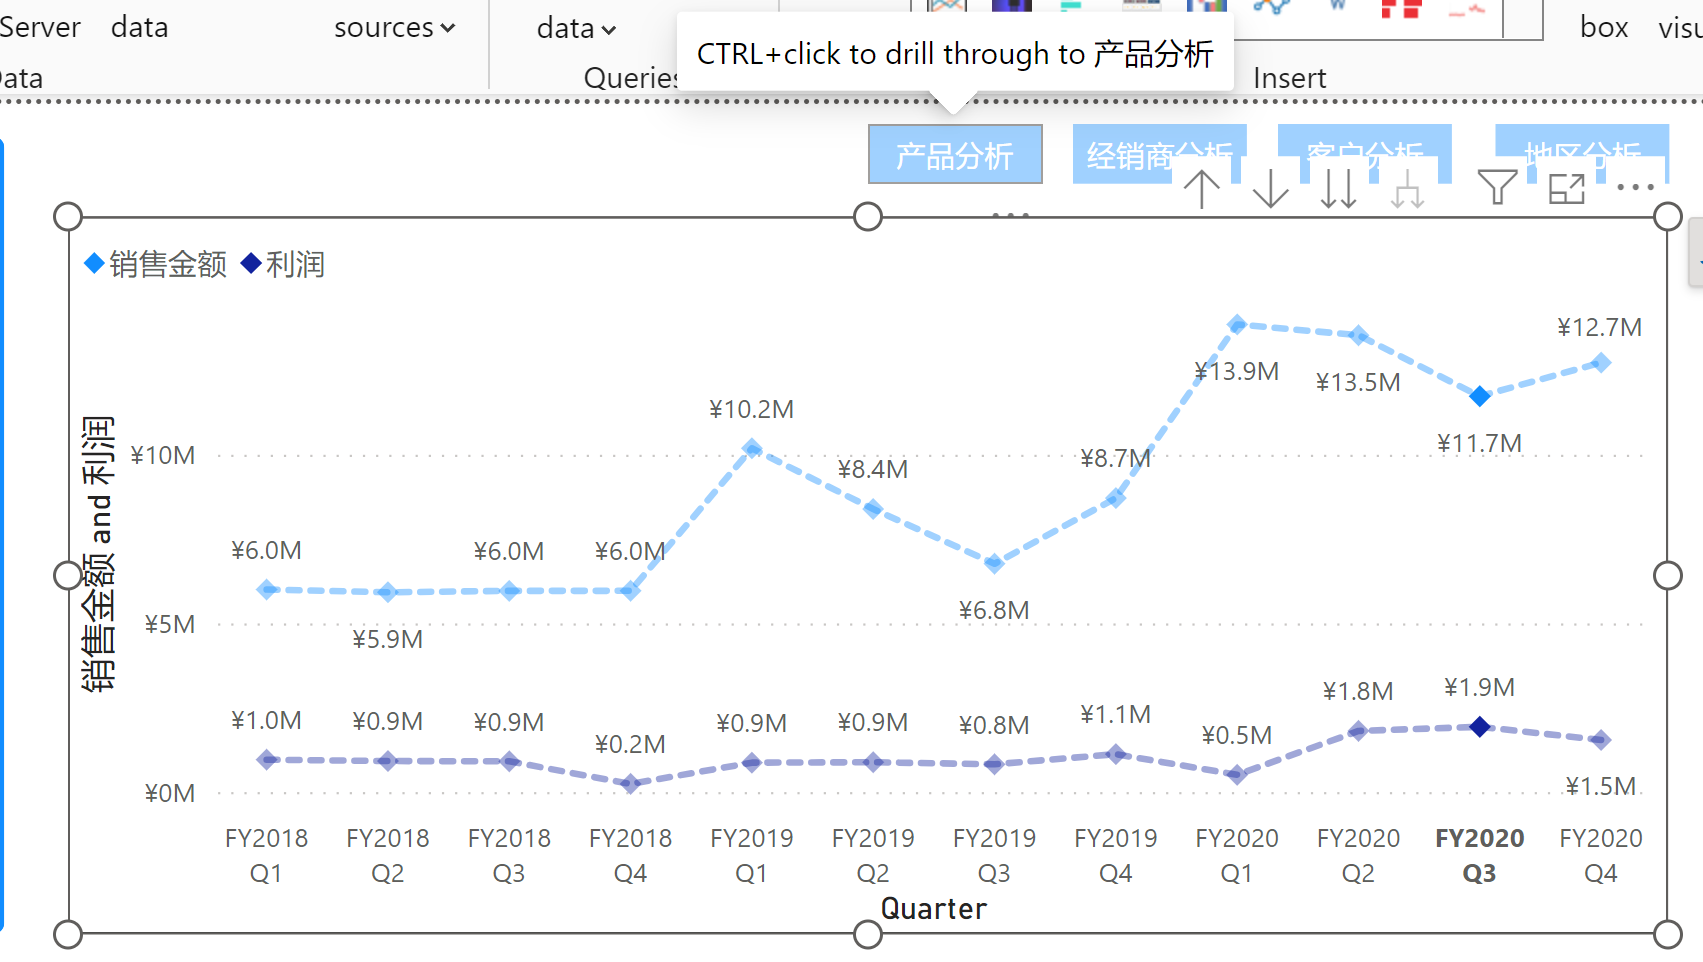 Server data sources data
Data Queries Insert
box
CTRL+click to drill through to 产品分析
产品分析 经销商分析 客户分析 地区分析
销售金额 利润
销售金额 and 利润
¥10M
¥5M
¥0M
¥6.0M
¥5.9M
¥6.0M
¥6.0M
¥10.2M
¥8.4M
¥6.8M
¥8.7M
¥13.9M
¥13.5M
¥11.7M
¥12.7M
¥1.0M
¥0.9M
¥0.9M
¥0.2M
¥0.9M
¥0.9M
¥0.8M
¥1.1M
¥0.5M
¥1.8M
¥1.9M
¥1.5M
FY2018 FY2018 FY2018 FY2018 FY2019 FY2019 FY2019 FY2019 FY2020 FY2020 FY2020 FY2020
Q1 Q2 Q3 Q4 Q1 Q2 Q3 Q4 Q1 Q2 Q3 Q4
Quarter